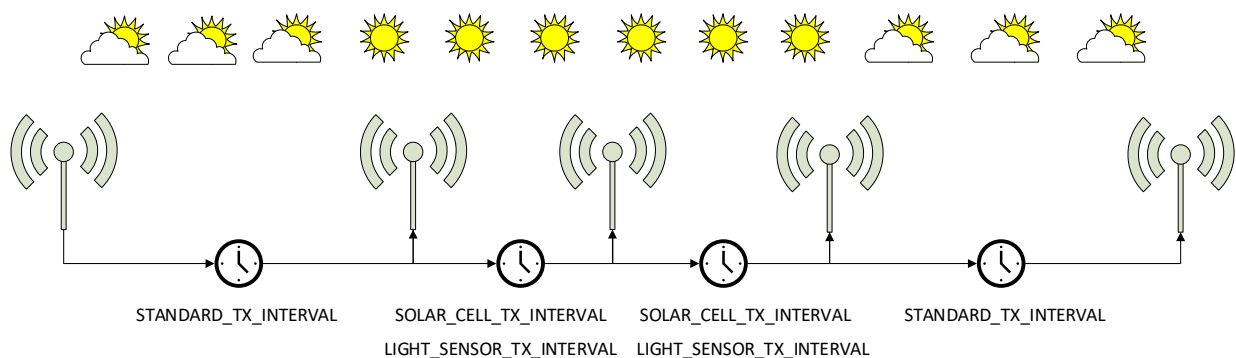 STANDARD_TX_INTERVAL SOLAR_CELL_TX_INTERVAL SOLAR_CELL_TX_INTERVAL STANDARD_TX_INTERVAL
LIGHT_SENSOR_TX_INTERVAL LIGHT_SENSOR_TX_INTERVAL